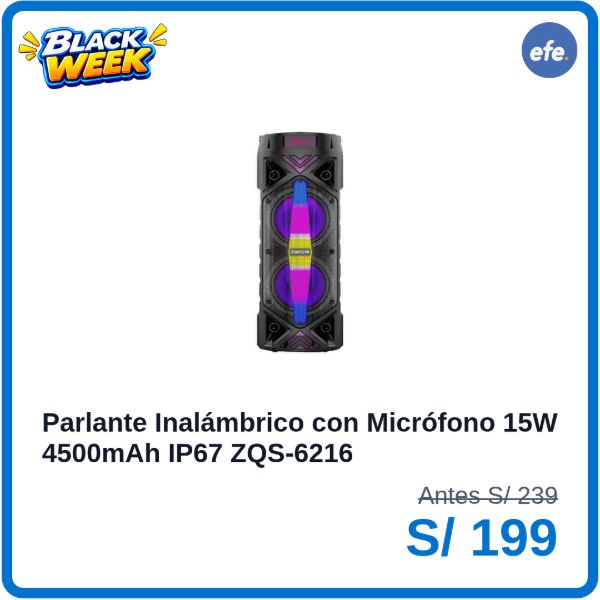 BLACK
WEEK
efe.
Parlante Inalámbrico con Micrófono 15W
4500mAh IP67 ZQS-6216
Antes S/ 239
S/ 199